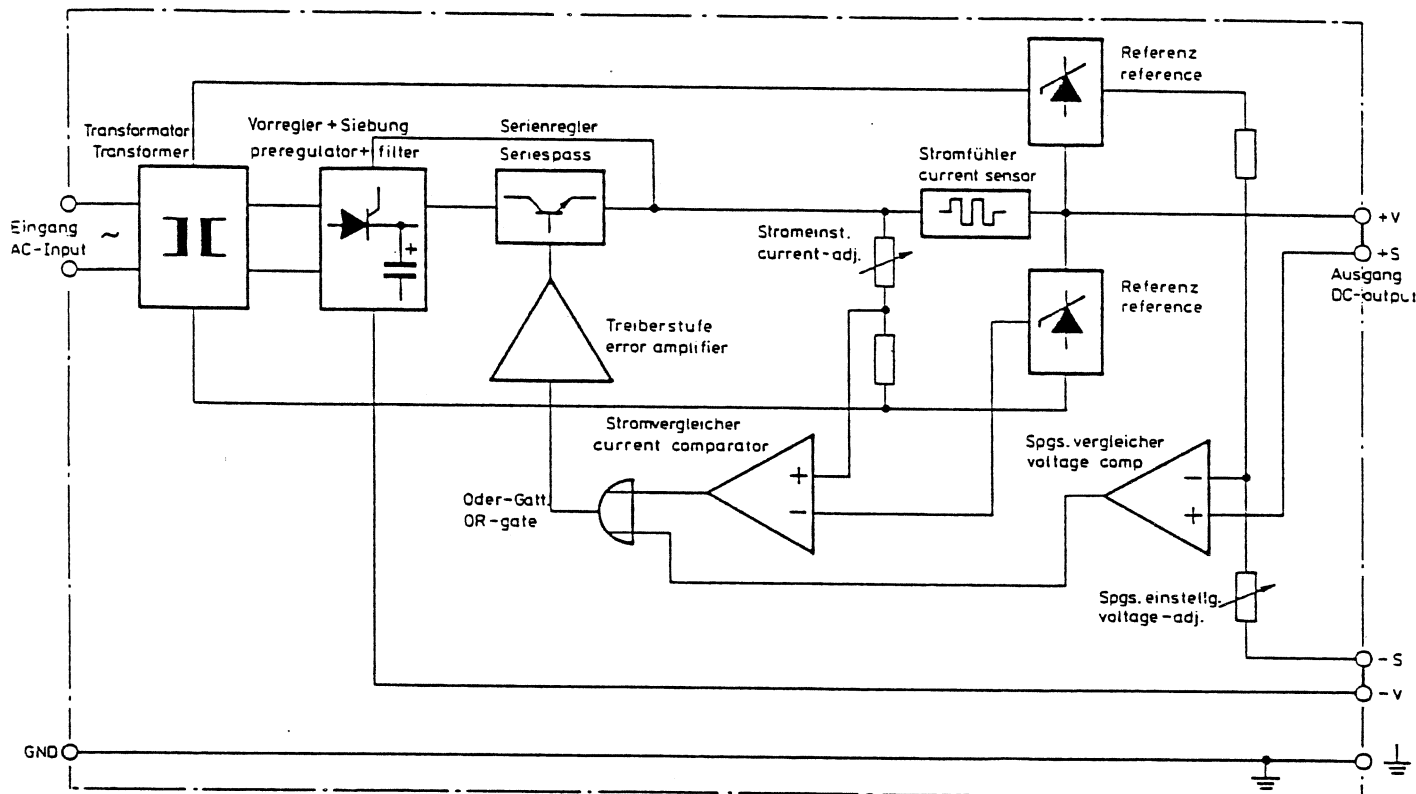 Referenz
reference
Transformator
Transformer
Vorregler + Siebung
preregulator + filter
Serienregler
Seriespass
Stromfühler
current sensor
Eingang
AC-Input
~
+
Stromeinst.
current-adj.
+V
+S
Ausgang
DC-output
Referenz
reference
Treiberstufe
error amplifier
Stromvergleicher
current comparator
Spgs. vergleicher
voltage comp
+
−
−
+
Oder-Gatt.
OR-gate
Spgs. einstellg.
voltage-adj.
- S
- V
GND